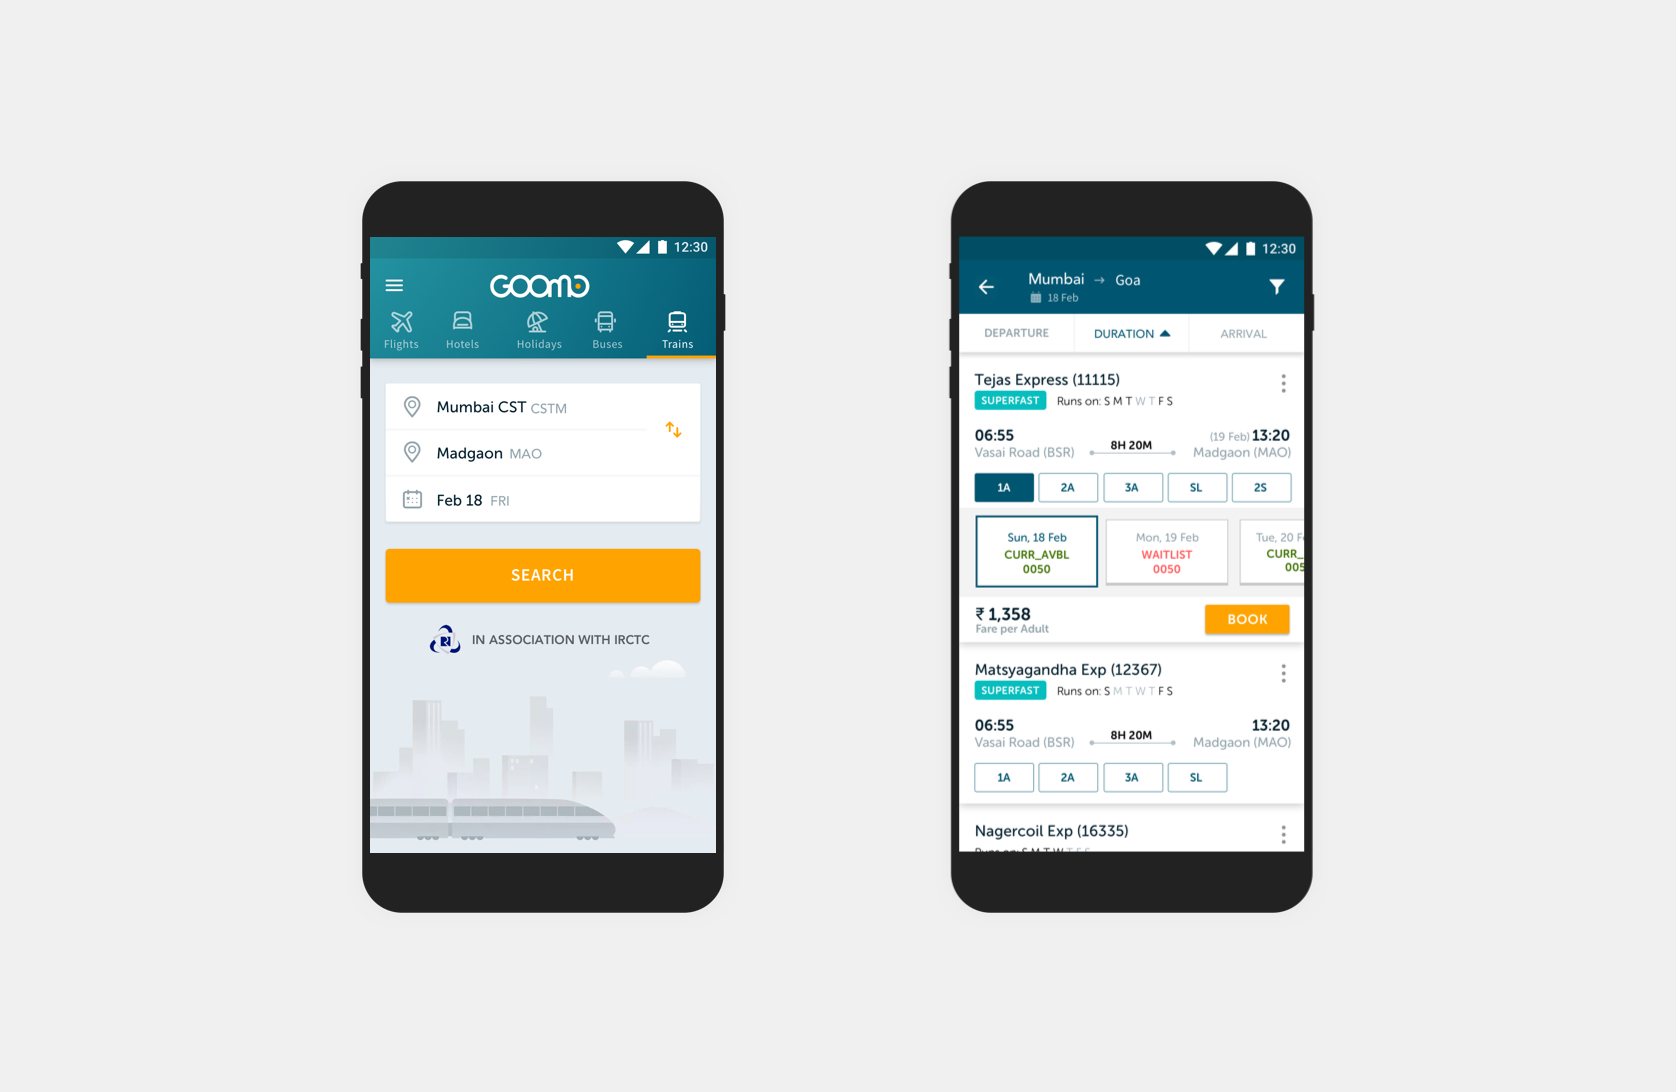 12:30
GOOMO
Flights Hotels Holidays Buses Trains
Mumbai CST CSTM
Madgaon MAO
Feb 18 FRI
SEARCH
IN ASSOCIATION WITH IRCTC
12:30
Mumbai → Goa
18 Feb
DEPARTURE DURATION ARRIVAL
Tejas Express (11115)
SUPERFAST Runs on: S M T W T F S
06:55 8H 20M (19 Feb) 13:20
Vasai Road (BSR) Madgaon (MAO)
1A 2A 3A SL 2S
Sun, 18 Feb Mon, 19 Feb Tue, 20
CURR_AVBL WAITLIST CURR_
0050 0050 005
₹ 1,358
Fare per Adult
BOOK
Matsyagandha Exp (12367)
SUPERFAST Runs on: S M T W T F S
06:55 8H 20M 13:20
Vasai Road (BSR) Madgaon (MAO)
1A 2A 3A SL
Nagercoil Exp (16335)
Runs on: S M T W T F S